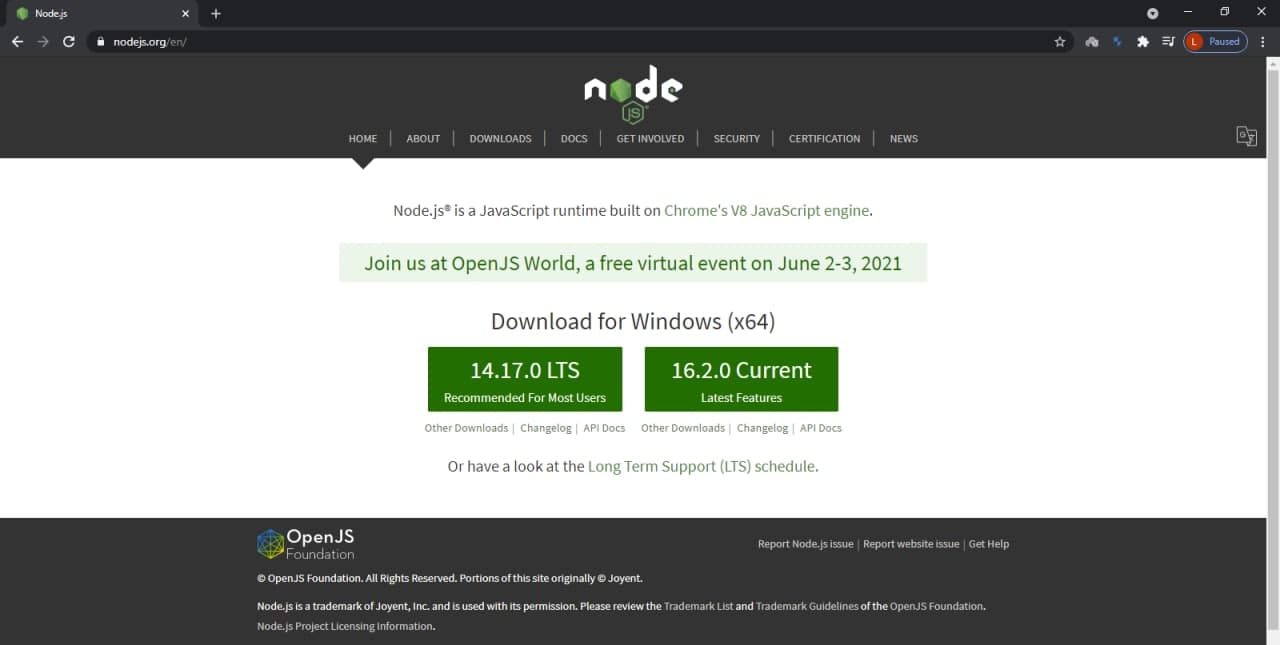 Node.js
nodejs.org/en/
L Paused
node
JS
HOME | ABOUT | DOWNLOADS | DOCS | GET INVOLVED | SECURITY | CERTIFICATION | NEWS
Node.js® is a JavaScript runtime built on Chrome's V8 JavaScript engine.
Join us at OpenJS World, a free virtual event on June 2-3, 2021
Download for Windows (x64)
14.17.0 LTS
Recommended For Most Users
16.2.0 Current
Latest Features
Other Downloads | Changelog | API Docs
Other Downloads | Changelog | API Docs
Or have a look at the Long Term Support (LTS) schedule.
OpenJS
Foundation
Report Node.js issue | Report website issue | Get Help
© OpenJS Foundation. All Rights Reserved. Portions of this site originally © Joyent.
Node.js is a trademark of Joyent, Inc. and is used with its permission. Please review the Trademark List and Trademark Guidelines of the OpenJS Foundation.
Node.js Project Licensing Information.